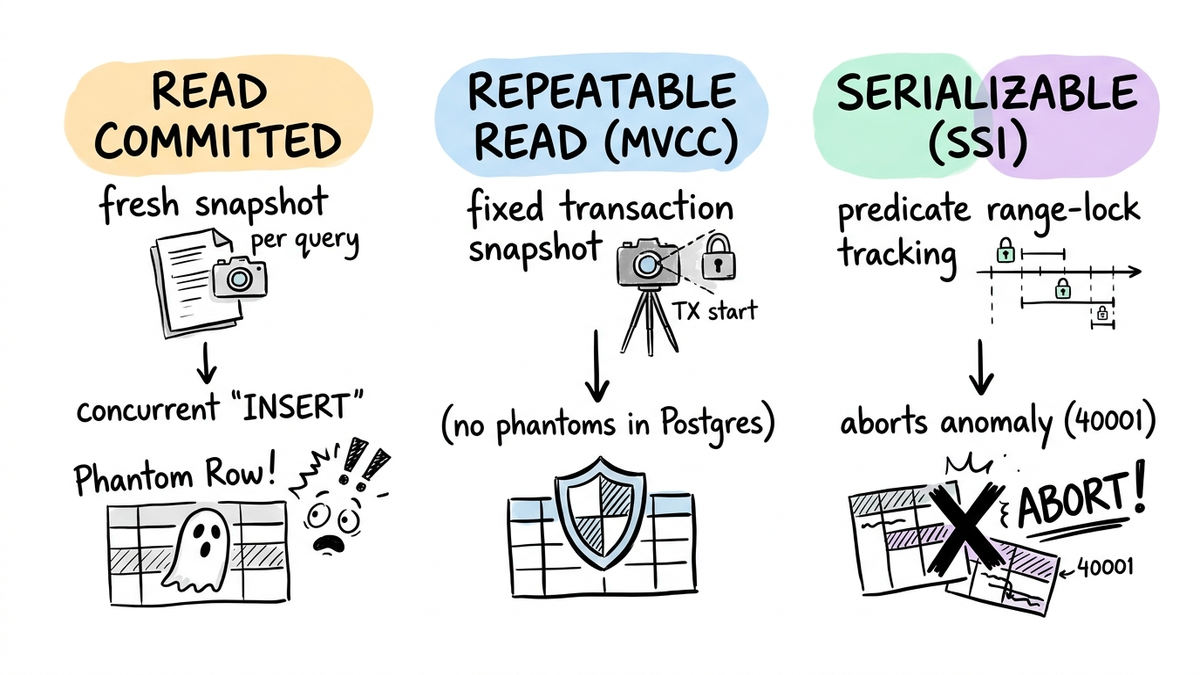 READ
COMMITTED
fresh snapshot
per query
concurrent "INSERT"
Phantom Row!
!!
REPEATABLE
READ (MVCC)
fixed transaction
snapshot
TX start
(no phantoms in Postgres)
SERIALIZABLE
(SSI)
predicate range-lock
tracking
aborts anomaly (40001)
ABORT!
40001